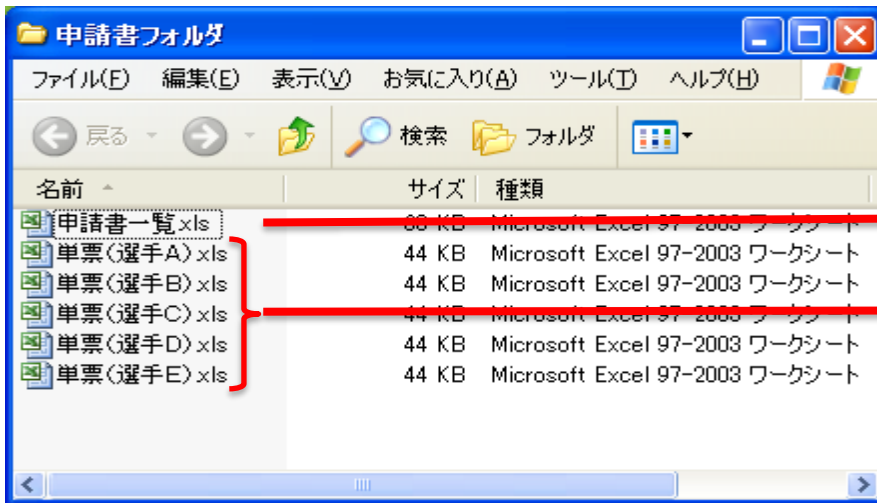 申請書フォルダ
ファイル(F) 編集(E) 表示(V) お気に入り(A) ツール(T) ヘルプ(H)
戻る 検索 フォルダ
名前 サイズ 種類
申請書一覧.xls KB Microsoft Excel 97-2003 ワークシート
単票(選手A).xls 44 KB Microsoft Excel 97-2003 ワークシート
単票(選手B).xls 44 KB Microsoft Excel 97-2003 ワークシート
単票(選手C).xls 44 KB Microsoft Excel 97-2003 ワークシート
単票(選手D).xls 44 KB Microsoft Excel 97-2003 ワークシート
単票(選手E).xls 44 KB Microsoft Excel 97-2003 ワークシート